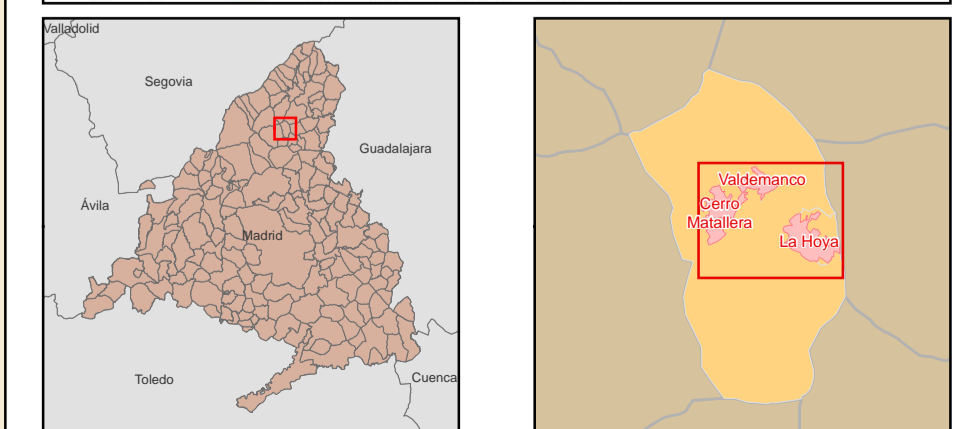 Valladolid
Segovia
Guadalajara
Ávila
Madrid
Toledo
Cuenca
Valdemanco
Cerro
Matallera
La Hoya